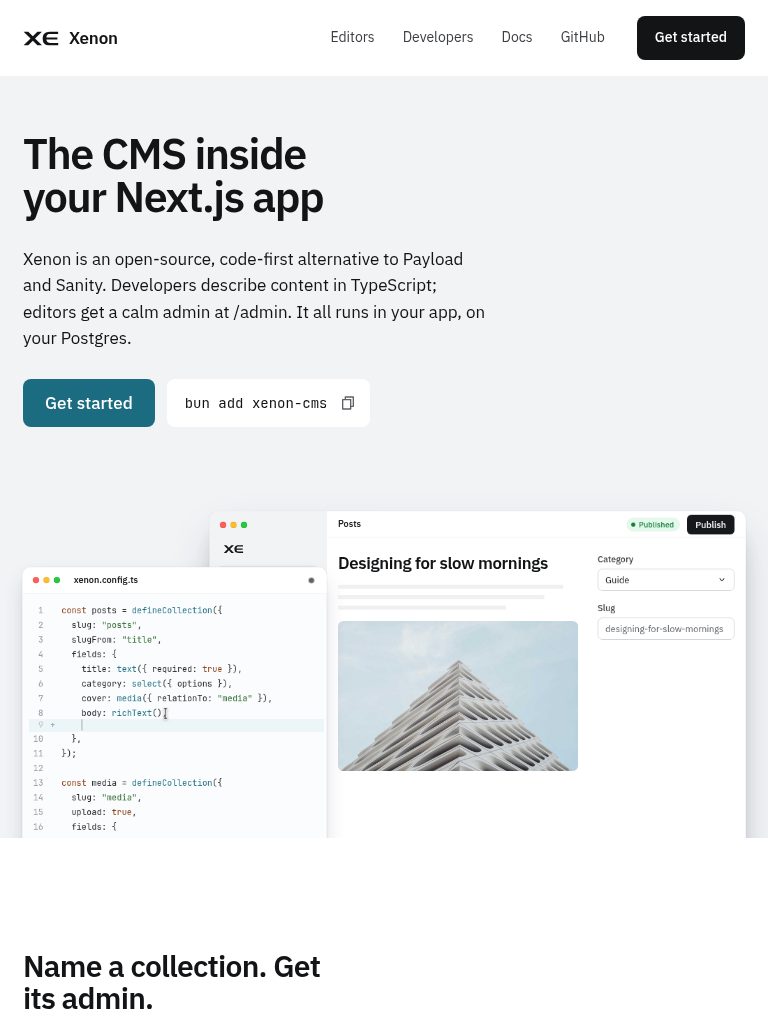 XE Xenon
Editors Developers Docs GitHub Get started
The CMS inside
your Next.js app
Xenon is an open-source, code-first alternative to Payload
and Sanity. Developers describe content in TypeScript;
editors get a calm admin at /admin. It all runs in your app, on
your Postgres.
Get started bun add xenon-cms
XE
Posts Published Publish
Designing for slow mornings
Category
Guide
Slug
designing-for-slow-mornings
xenon.config.ts
1 const posts = defineCollection({
2 slug: "posts",
3 slugFrom: "title",
4 fields: {
5 title: text({ required: true }),
6 category: select({ options }),
7 cover: media({ relationTo: "media" }),
8 body: richText()
9 +
10 },
11 });
12
13 const media = defineCollection({
14 slug: "media",
15 upload: true,
16 fields: {
Name a collection. Get
its admin.